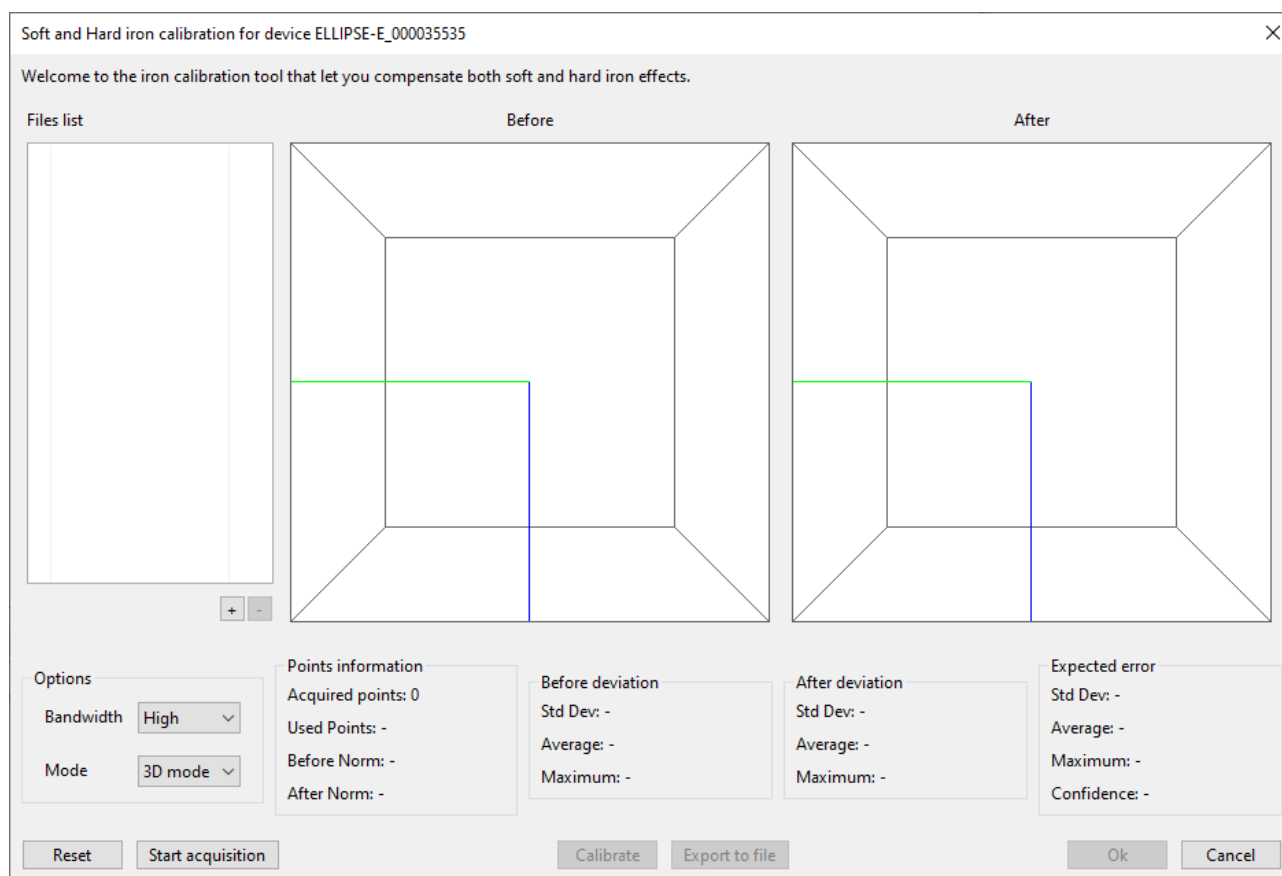 Soft and Hard iron calibration for device ELLIPSE-E_000035535
Welcome to the iron calibration tool that let you compensate both soft and hard iron effects.
Files list
Before
After
+
-
Options
Bandwidth
High
Mode
3D mode
Points information
Acquired points: 0
Used Points: -
Before Norm: -
After Norm: -
Before deviation
Std Dev: -
Average: -
Maximum: -
After deviation
Std Dev: -
Average: -
Maximum: -
Expected error
Std Dev: -
Average: -
Maximum: -
Confidence: -
Reset
Start acquisition
Calibrate
Export to file
Ok
Cancel